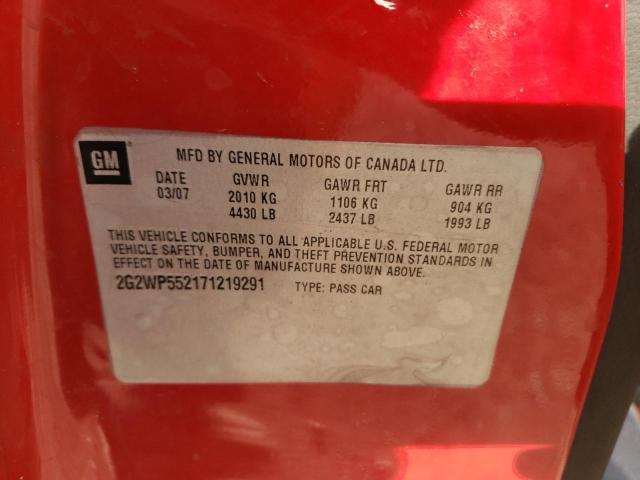 GM
MFD BY GENERAL MOTORS OF CANADA LTD.
DATE GVWR GAWR FRT GAWR RR
03/07 2010 KG 1106 KG 904 KG
4430 LB 2437 LB 1993 LB
THIS VEHICLE CONFORMS TO ALL APPLICABLE U.S. FEDERAL MOTOR
VEHICLE SAFETY, BUMPER, AND THEFT PREVENTION STANDARDS IN
EFFECT ON THE DATE OF MANUFACTURE SHOWN ABOVE.
2G2WP552171219291 TYPE: PASS CAR